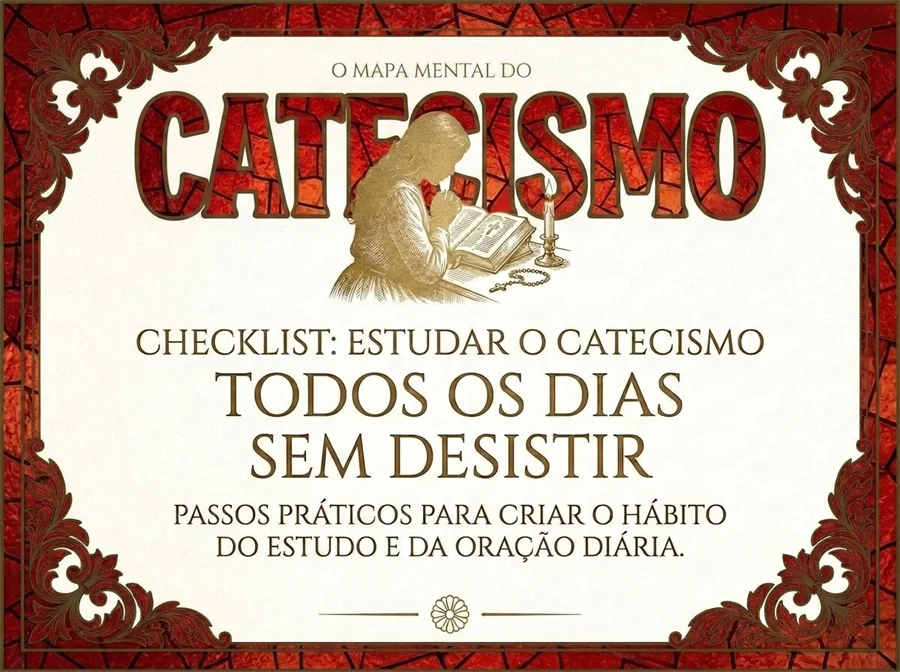 O MAPA MENTAL DO
CATECISMO
CHECKLIST: ESTUDAR O CATECISMO
TODOS OS DIAS
SEM DESISTIR
PASSOS PRÁTICOS PARA CRIAR O HÁBITO
DO ESTUDO E DA ORAÇÃO DIÁRIA.